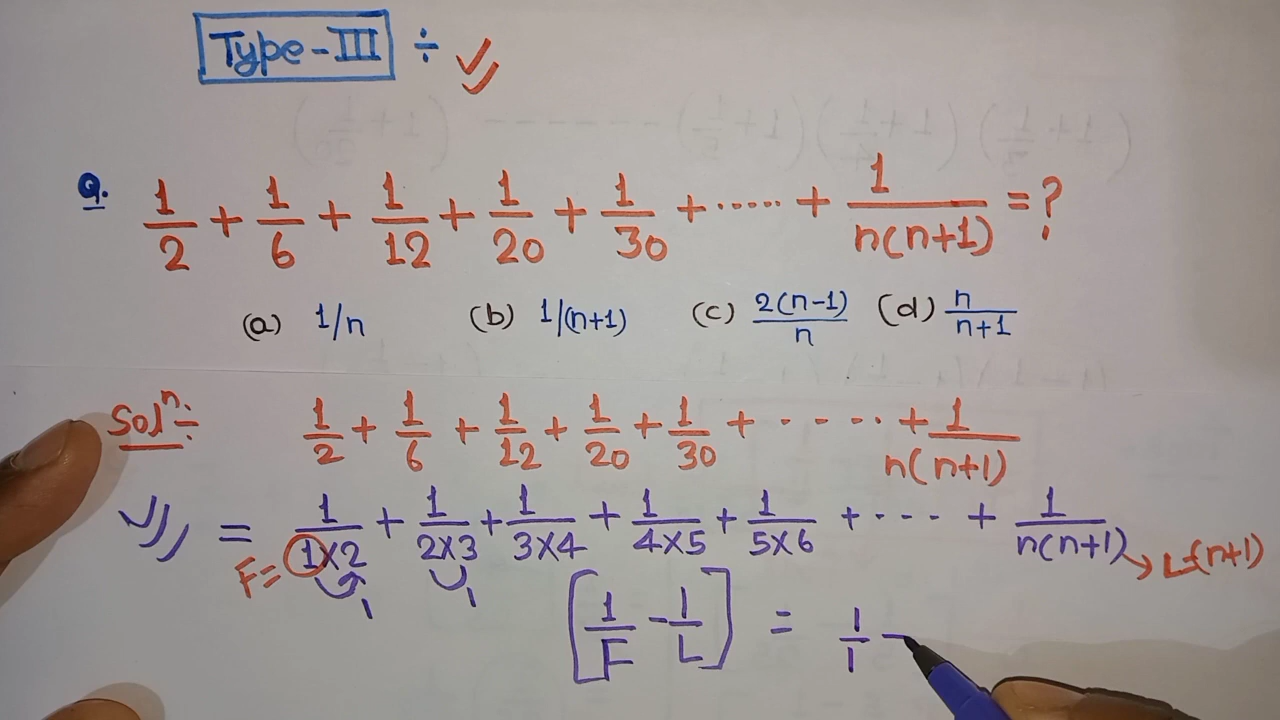 Type-III ÷
Q. 1/2 + 1/6 + 1/12 + 1/20 + 1/30 + ..... + 1/n(n+1) = ?
(a) 1/n (b) 1/(n+1) (c) 2(n-1)/n (d) n/n+1
Solⁿ÷ 1/2 + 1/6 + 1/12 + 1/20 + 1/30 + - - - - - + 1/n(n+1)
= 1/1×2 + 1/2×3 + 1/3×4 + 1/4×5 + 1/5×6 + - - - - + 1/n(n+1) → L=(n+1)
F= 1 1
[1/F - 1/L] = 1/1 -